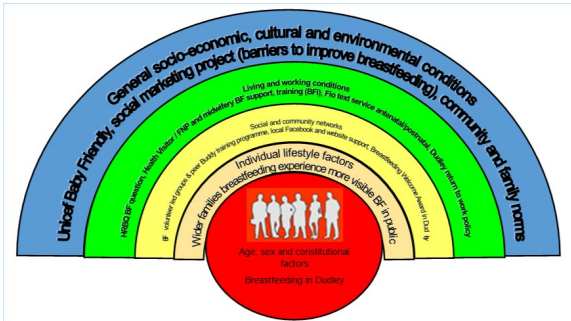 General socio-economic, cultural and environmental conditions
Unicef Baby Friendly, social marketing project (barriers to improve breastfeeding), community and family norms
Living and working conditions
HRBQ BF question, Health Visitor / FNP and midwifery BF support, training (BFI), Flo text service antenatal/postnatal, Dudley return to work policy
Social and community networks
BF volunteer led groups & peer Buddy training programme, local Facebook and website support, Breastfeeding Welcome Award in Dudley
Individual lifestyle factors
Wider families breastfeeding experience more visible BF in public
Age, sex and constitutional
factors
Breastfeeding in Dudley